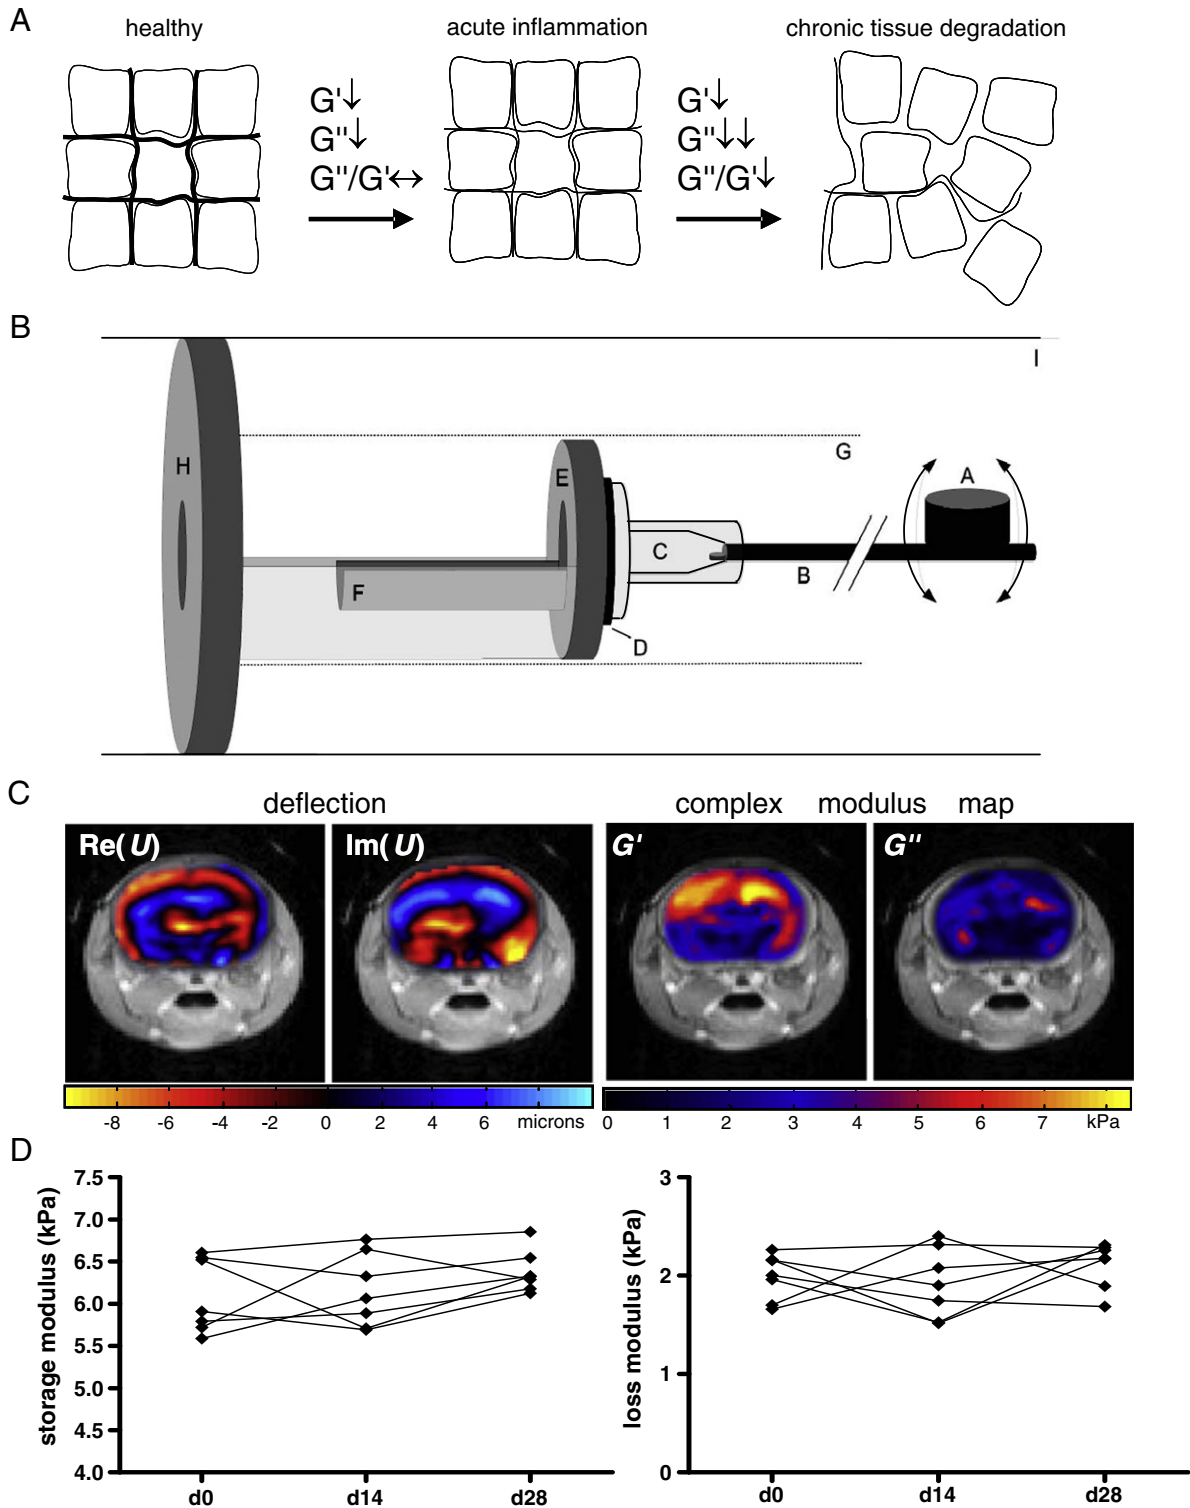 A
healthy
acute inflammation
chronic tissue degradation
G'↓
G''↓
G''/G'↔
G'↓
G''↓↓
G''/G'↓
B
I
G
H
E
A
C
F
B
D
C
deflection
complex modulus map
Re(U)
Im(U)
G'
G''
-8 -6 -4 -2 0 2 4 6 microns
0 1 2 3 4 5 6 7 kPa
D
storage modulus (kPa)
7.5
7.0
6.5
6.0
5.5
5.0
4.5
4.0
d0 d14 d28
loss modulus (kPa)
3
2
1
0
d0 d14 d28